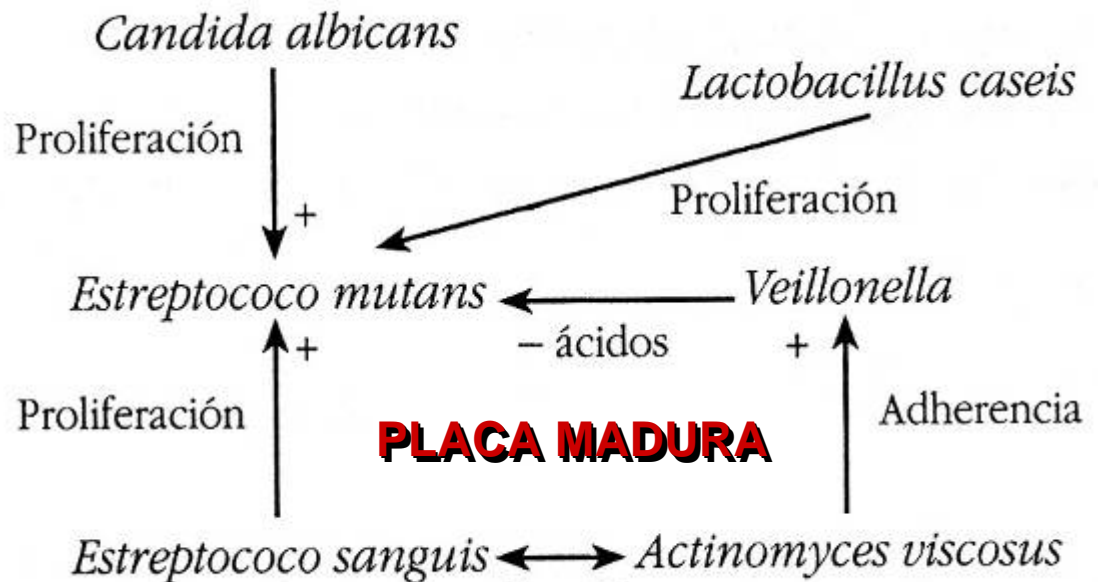 Candida albicans
Lactobacillus caseis
Proliferación
+
Proliferación
Estreptococo mutans
Veillonella
+
− ácidos
+
Proliferación
Adherencia
PLACA MADURA
Estreptococo sanguis
Actinomyces viscosus